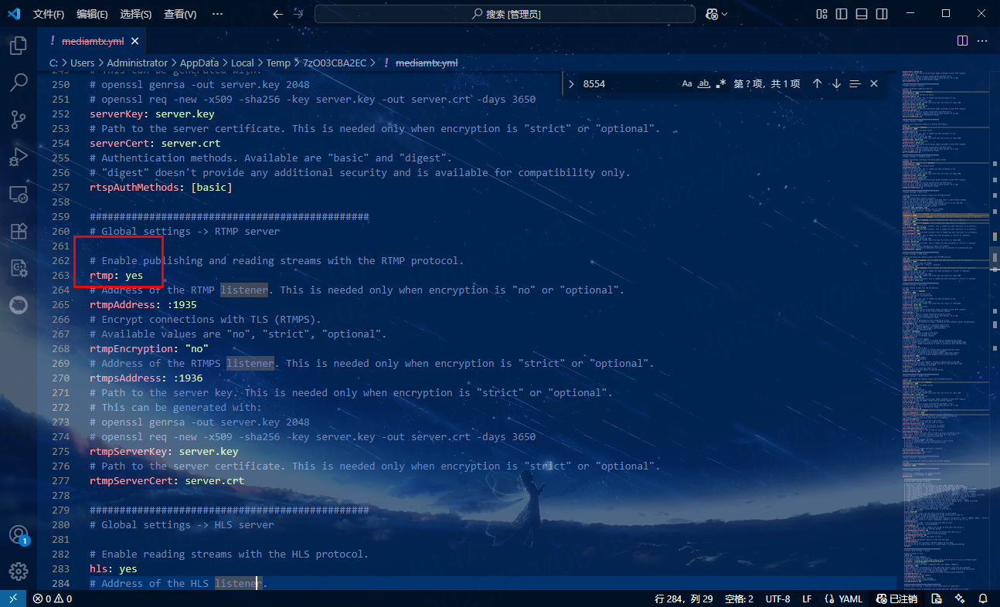 文件(F) 编辑(E) 选择(S) 查看(V) ···
搜索 [管理员]
mediamtx.yml
C: > Users > Administrator > AppData > Local > Temp > 7zO03CBA2EC > ! mediamtx.yml
8554
Aa ab .* 第 ? 项, 共 1 项
249 # This can be generated with:
250 # openssl genrsa -out server.key 2048
251 # openssl req -new -x509 -sha256 -key server.key -out server.crt -days 3650
252 serverKey: server.key
253 # Path to the server certificate. This is needed only when encryption is "strict" or "optional".
254 serverCert: server.crt
255 # Authentication methods. Available are "basic" and "digest".
256 # "digest" doesn't provide any additional security and is available for compatibility only.
257 rtspAuthMethods: [basic]
258
259 ###############################################
260 # Global settings -> RTMP server
261
262 # Enable publishing and reading streams with the RTMP protocol.
263 rtmp: yes
264 # Address of the RTMP listener. This is needed only when encryption is "no" or "optional".
265 rtmpAddress: :1935
266 # Encrypt connections with TLS (RTMPS).
267 # Available values are "no", "strict", "optional".
268 rtmpEncryption: "no"
269 # Address of the RTMPS listener. This is needed only when encryption is "strict" or "optional".
270 rtmpsAddress: :1936
271 # Path to the server key. This is needed only when encryption is "strict" or "optional".
272 # This can be generated with:
273 # openssl genrsa -out server.key 2048
274 # openssl req -new -x509 -sha256 -key server.key -out server.crt -days 3650
275 rtmpServerKey: server.key
276 # Path to the server certificate. This is needed only when encryption is "strict" or "optional".
277 rtmpServerCert: server.crt
278
279 ###############################################
280 # Global settings -> HLS server
281
282 # Enable reading streams with the HLS protocol.
283 hls: yes
284 # Address of the HLS listener.
1
0 0 行 284，列 29 空格: 2 UTF-8 LF YAML 已注销